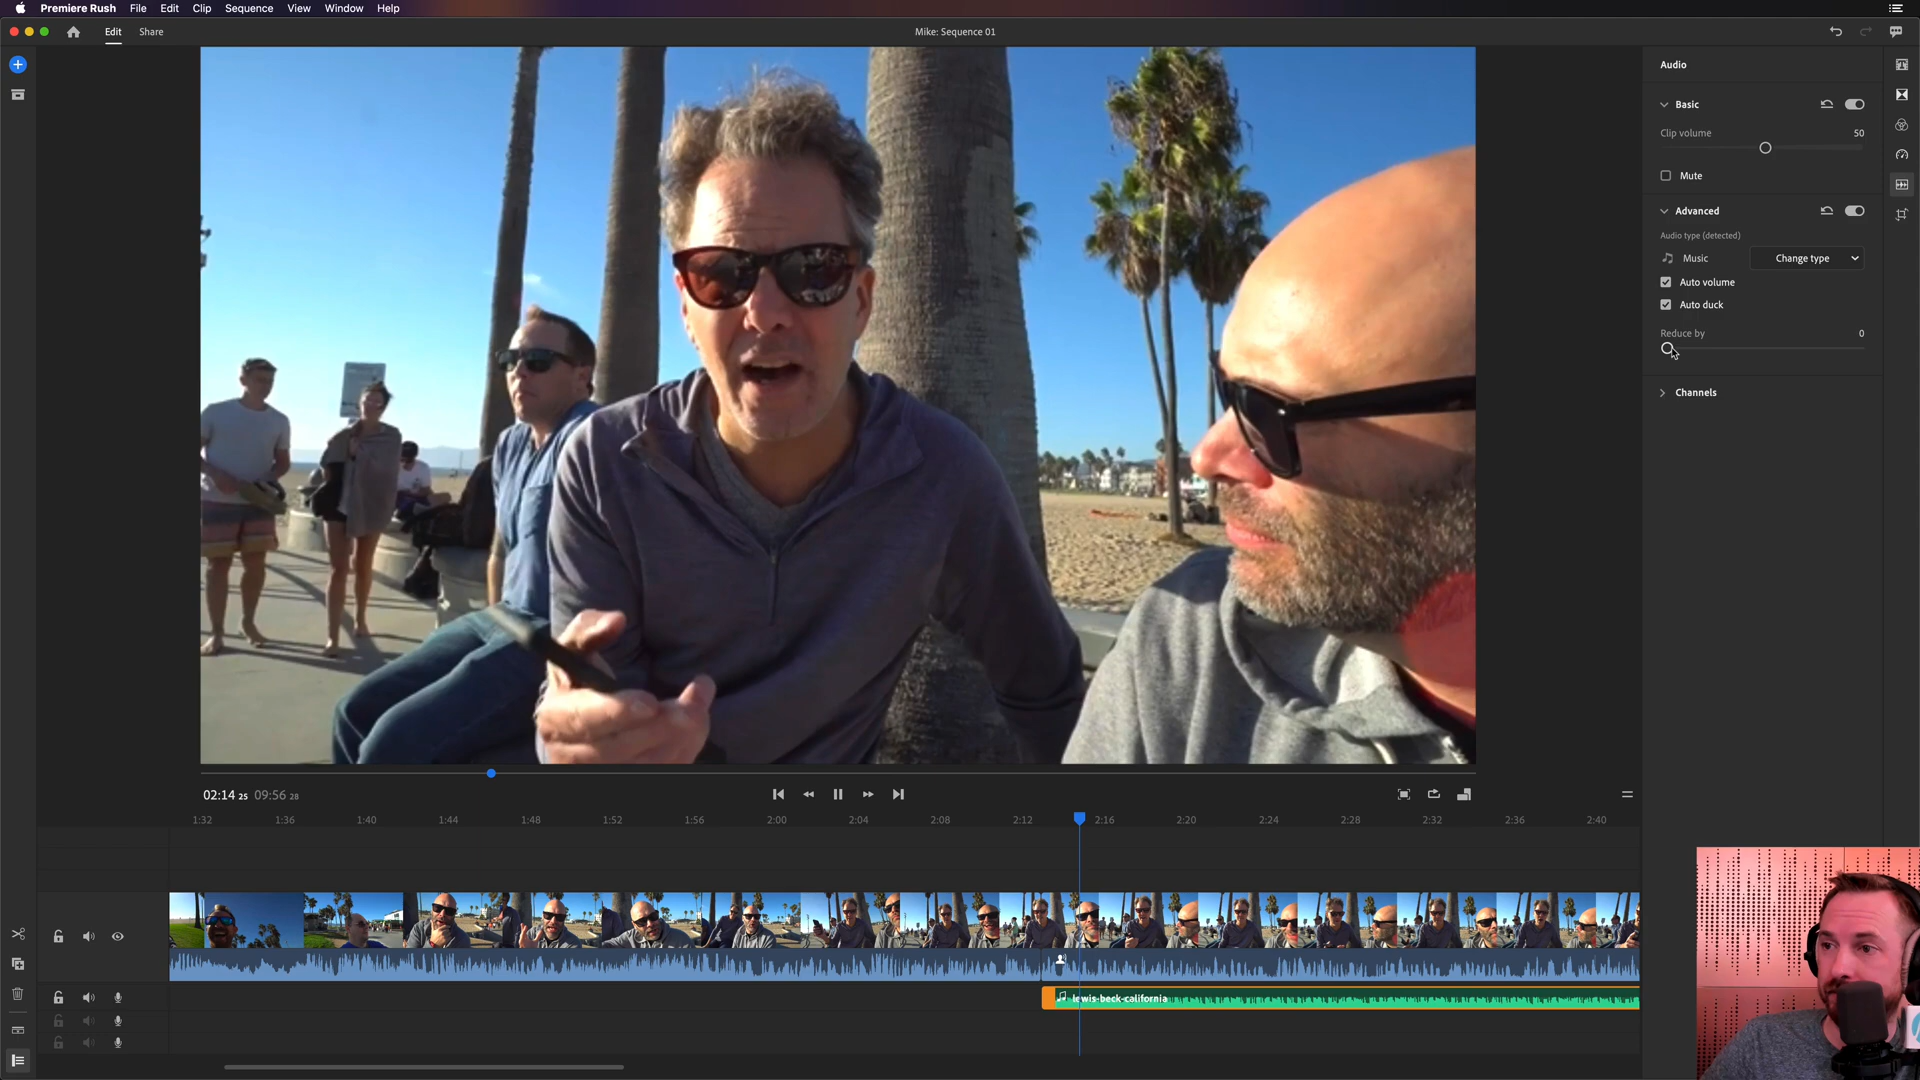 Premiere Rush File Edit Clip Sequence View Window Help
Edit Share Mike: Sequence 01
Audio
Basic
Clip volume 50
Mute
Advanced
Audio type (detected)
Music Change type
Auto volume
Auto duck
Reduce by 0
Channels
02:14 25 09:56 28
1:32 1:36 1:40 1:44 1:48 1:52 1:56 2:00 2:04 2:08 2:12 2:16 2:20 2:24 2:28 2:32 2:36 2:40
lewis-beck-california